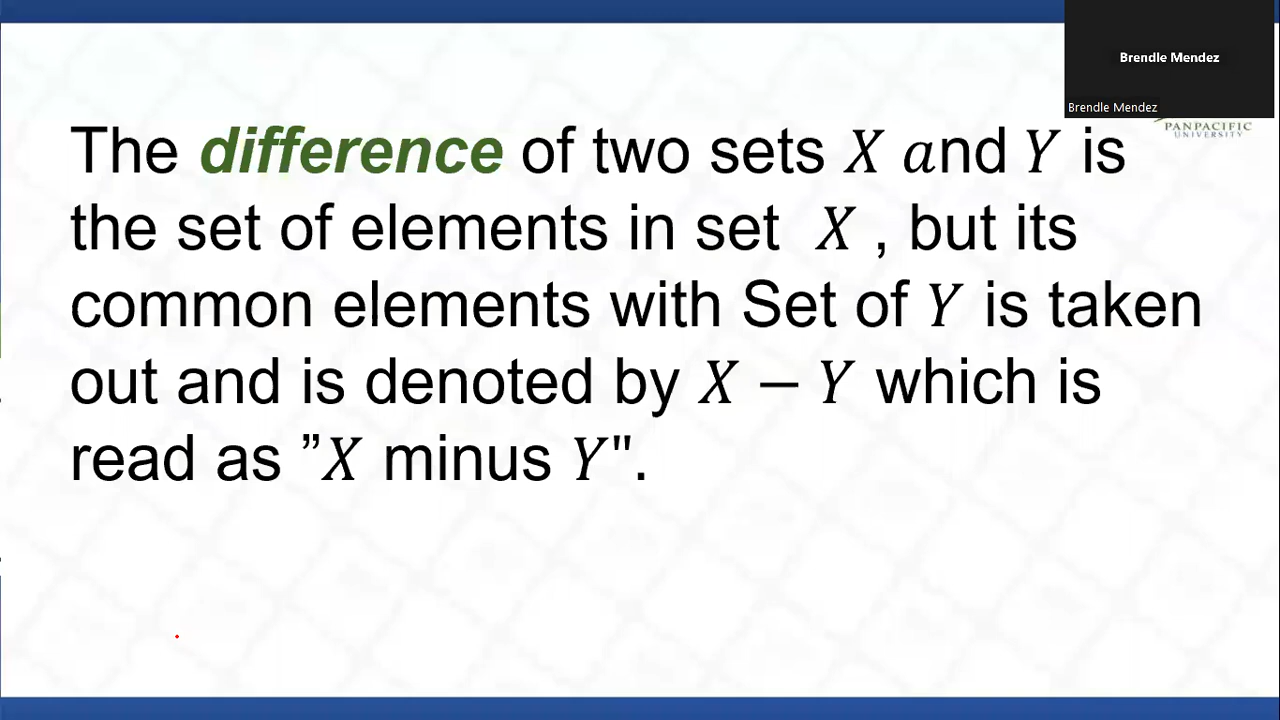 Brendle Mendez
Brendle Mendez
PANPACIFIC
UNIVERSITY
The difference of two sets 𝑋 𝑎nd 𝑌 is
the set of elements in set 𝑋 , but its
common elements with Set of 𝑌 is taken
out and is denoted by 𝑋 − 𝑌 which is
read as ”𝑋 minus 𝑌".